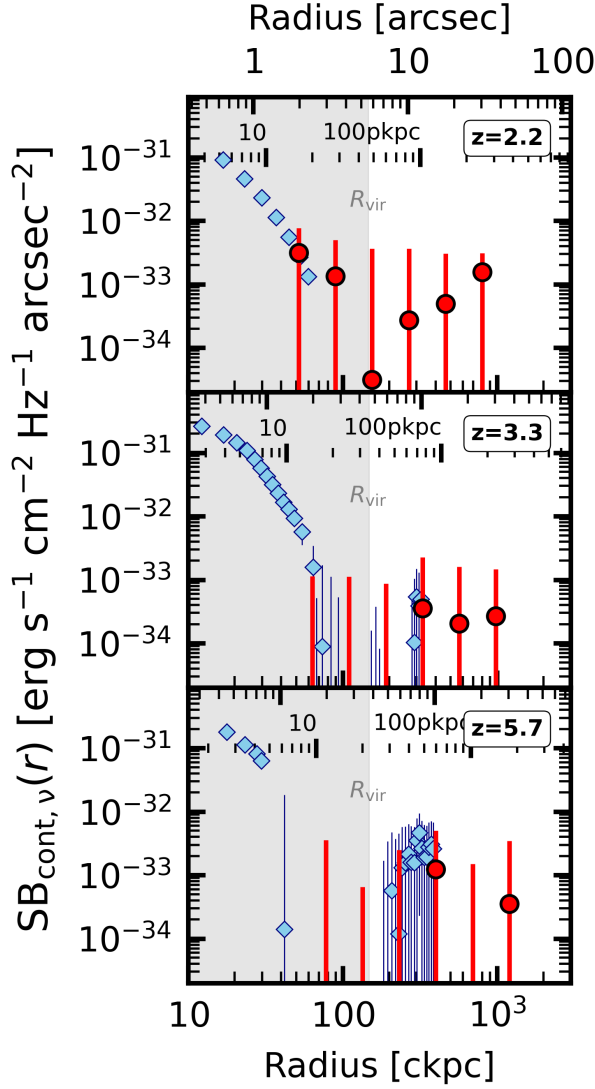 Radius [arcsec]
1 10 100
10 100pkpc z=2.2
10⁻³¹
R_vir
10⁻³²
10⁻³³
10⁻³⁴
10 100pkpc z=3.3
10⁻³¹
R_vir
10⁻³²
10⁻³³
10⁻³⁴
10 100pkpc z=5.7
10⁻³¹
R_vir
10⁻³²
10⁻³³
10⁻³⁴
SB_cont, ν(r) [erg s⁻¹ cm⁻² Hz⁻¹ arcsec⁻²]
10 100 10³
Radius [ckpc]